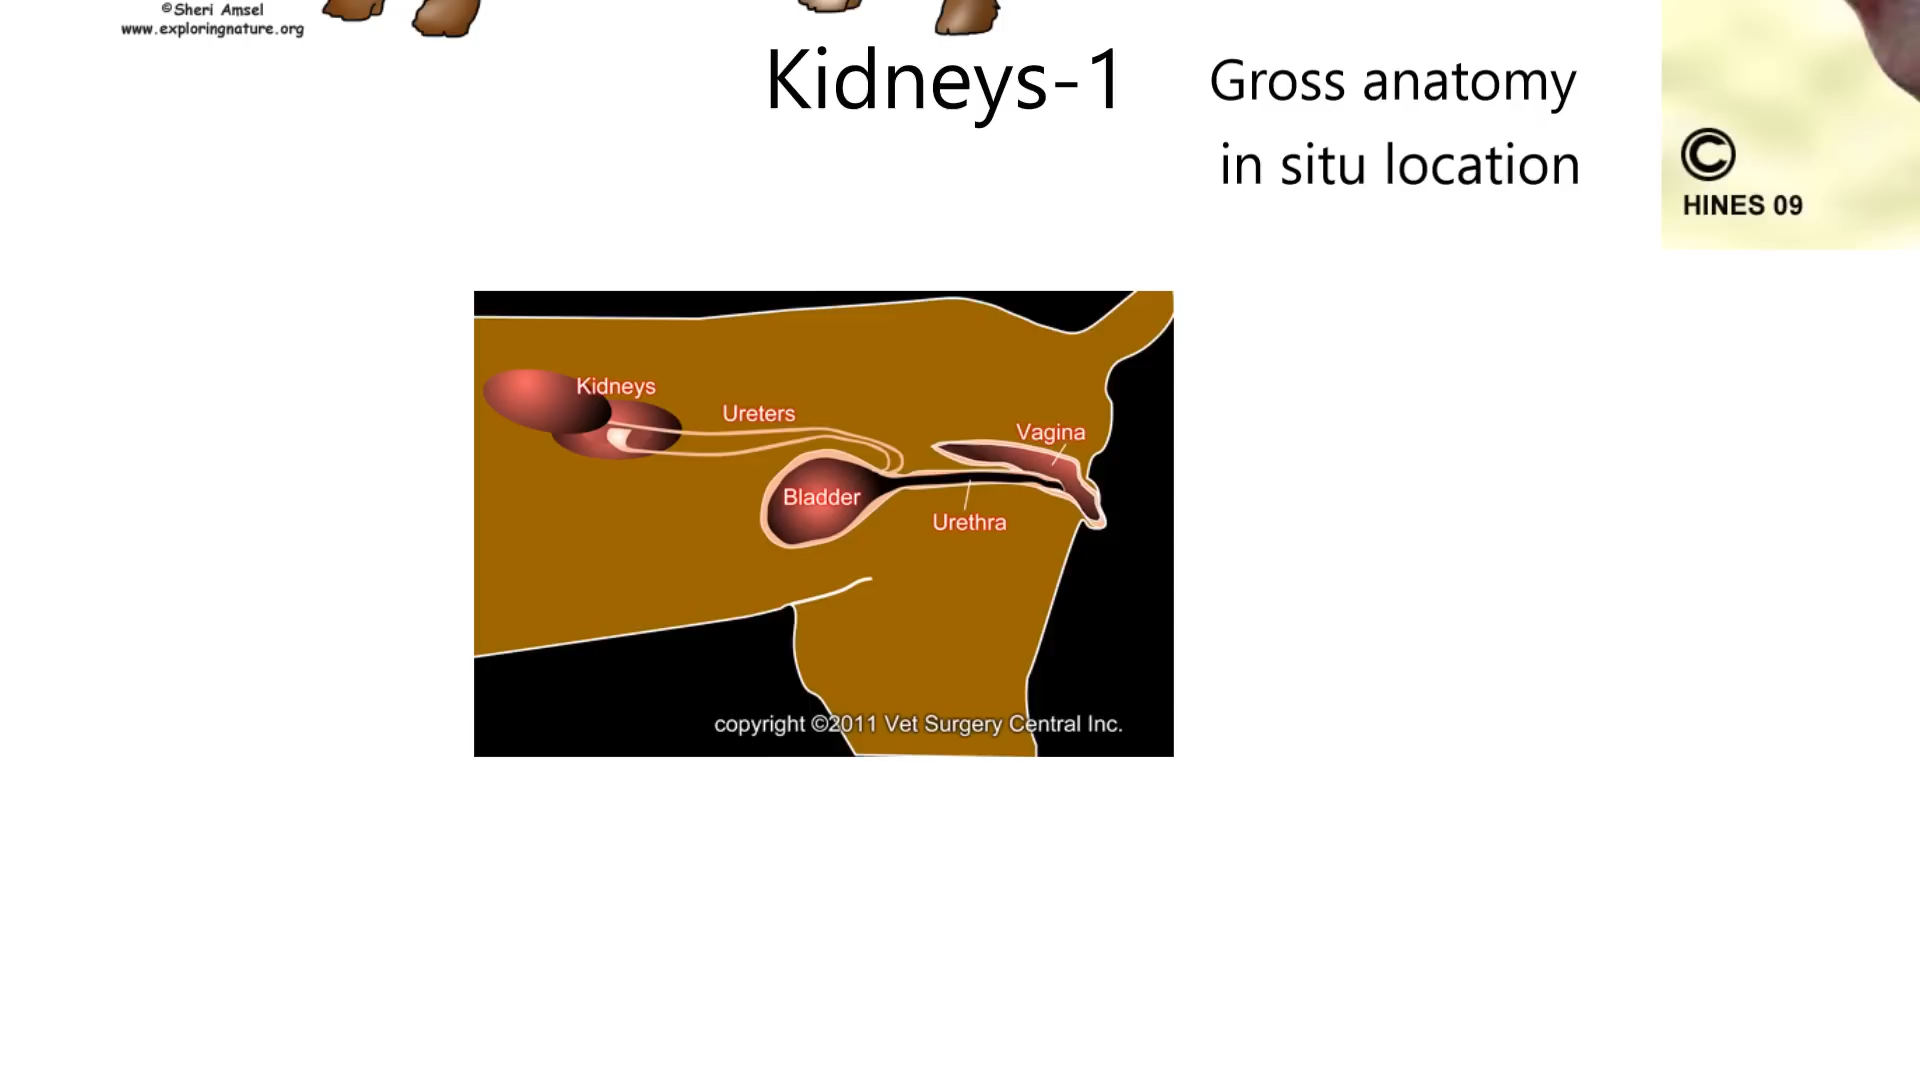 ©Sheri Amsel
www.exploringnature.org
Kidneys-1
Gross anatomy
in situ location
©
HINES 09
Kidneys
Ureters
Vagina
Bladder
Urethra
copyright ©2011 Vet Surgery Central Inc.